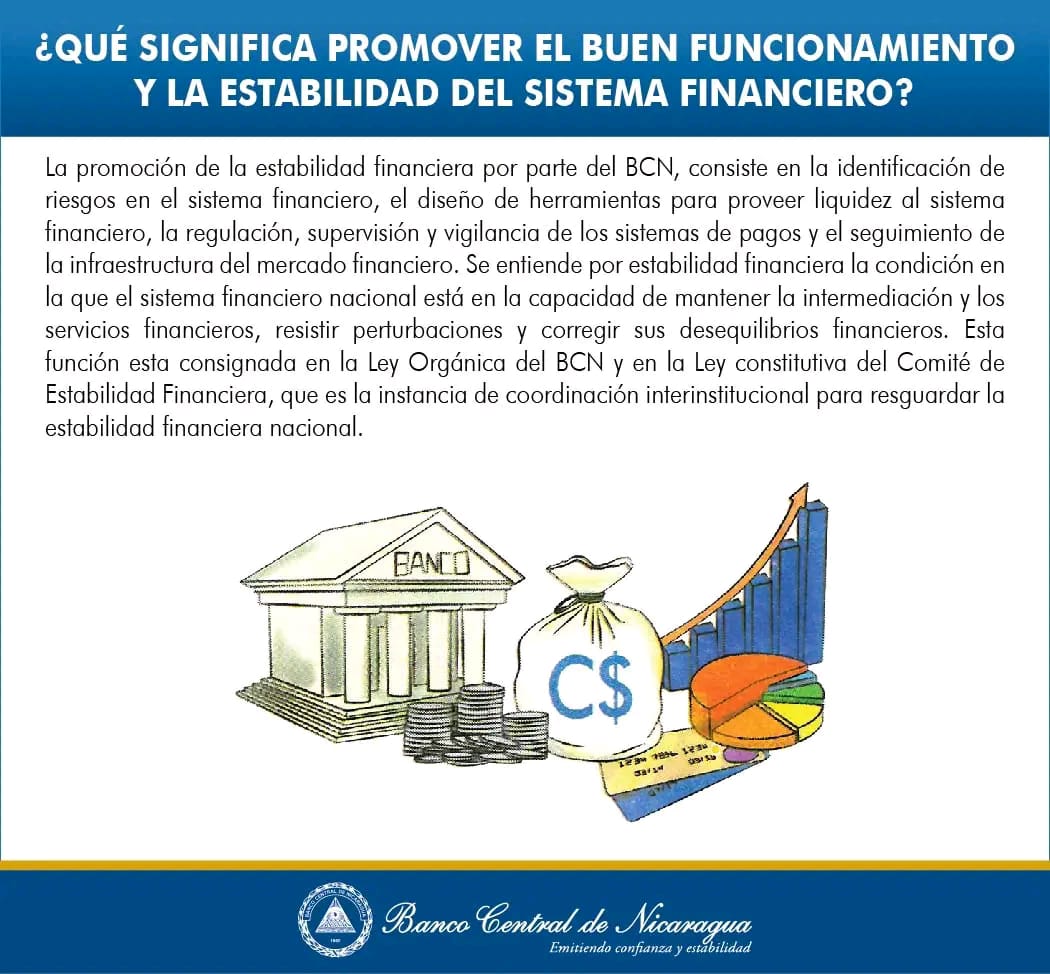 ¿QUÉ SIGNIFICA PROMOVER EL BUEN FUNCIONAMIENTO
Y LA ESTABILIDAD DEL SISTEMA FINANCIERO?
La promoción de la estabilidad financiera por parte del BCN, consiste en la identificación de
riesgos en el sistema financiero, el diseño de herramientas para proveer liquidez al sistema
financiero, la regulación, supervisión y vigilancia de los sistemas de pagos y el seguimiento de
la infraestructura del mercado financiero. Se entiende por estabilidad financiera la condición en
la que el sistema financiero nacional está en la capacidad de mantener la intermediación y los
servicios financieros, resistir perturbaciones y corregir sus desequilibrios financieros. Esta
función esta consignada en la Ley Orgánica del BCN y en la Ley constitutiva del Comité de
Estabilidad Financiera, que es la instancia de coordinación interinstitucional para resguardar la
estabilidad financiera nacional.
BANCO
C$
BANCO CENTRAL DE NICARAGUA
Banco Central de Nicaragua
Emitiendo confianza y estabilidad